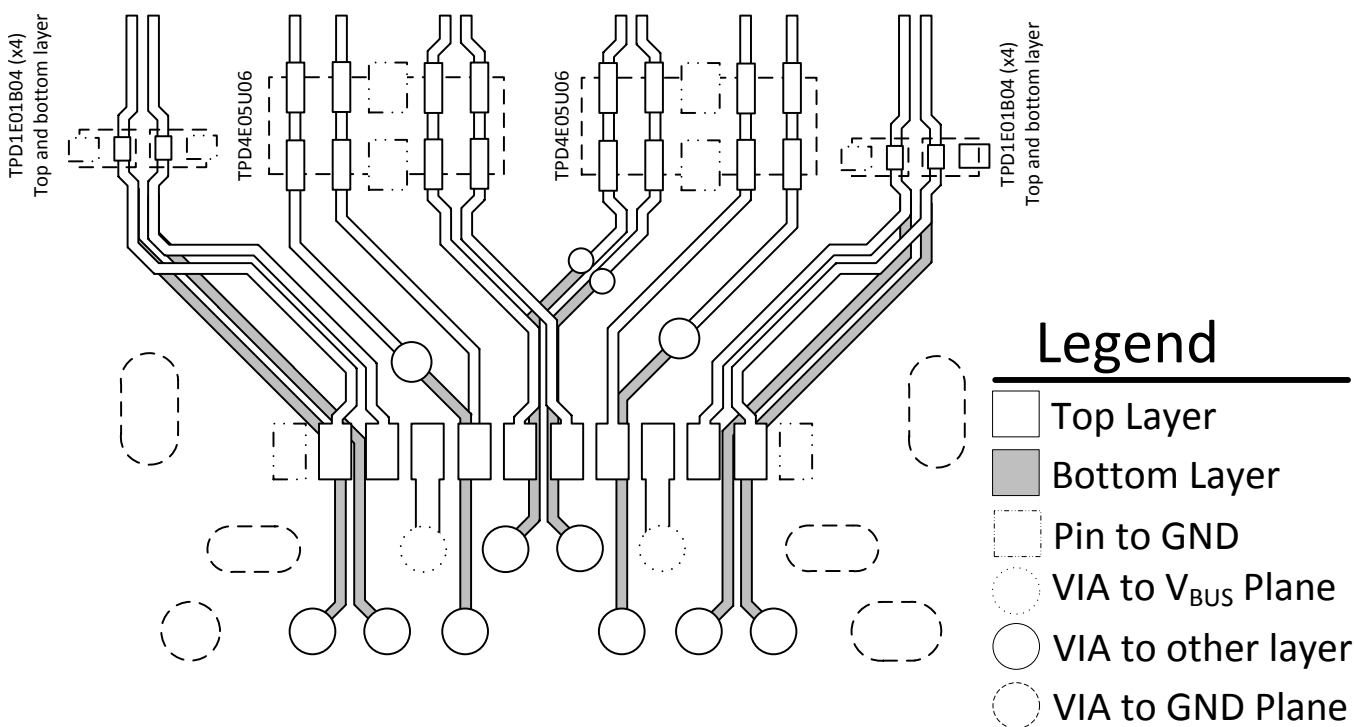 TPD1E01B04 (x4)
Top and bottom layer
TPD4E05U06
TPD4E05U06
TPD1E01B04 (x4)
Top and bottom layer
Legend
Top Layer
Bottom Layer
Pin to GND
VIA to VBUS Plane
VIA to other layer
VIA to GND Plane